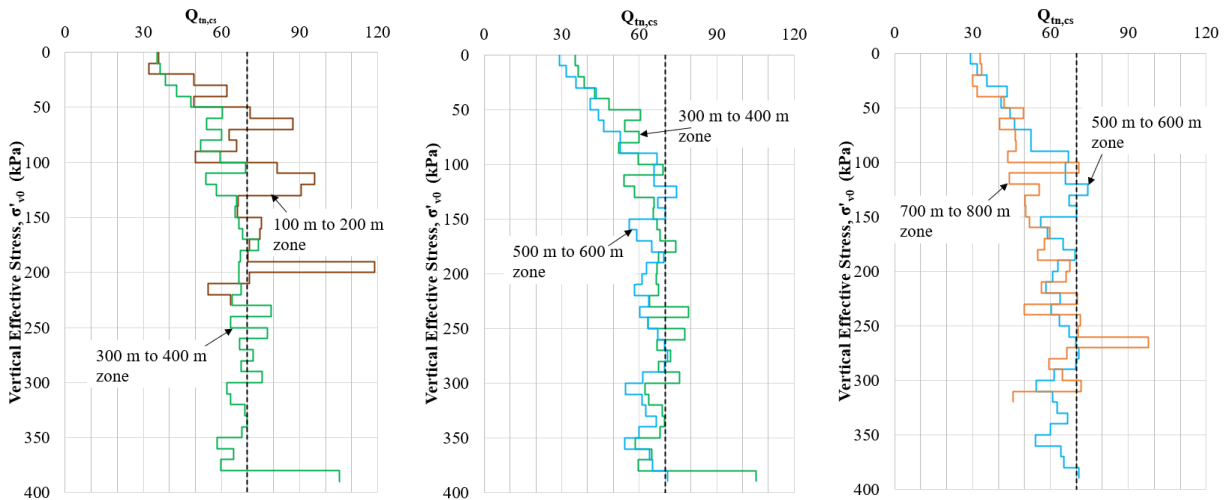 Qtn,cs
0 30 60 90 120
0
50
100
150
200
250
300
350
400
Vertical Effective Stress, σ'v0 (kPa)
100 m to 200 m
zone
300 m to 400 m
zone
Qtn,cs
0 30 60 90 120
0
50
100
150
200
250
300
350
400
Vertical Effective Stress, σ'v0 (kPa)
300 m to 400 m
zone
500 m to 600 m
zone
Qtn,cs
0 30 60 90 120
0
50
100
150
200
250
300
350
400
Vertical Effective Stress, σ'v0 (kPa)
500 m to 600 m
zone
700 m to 800 m
zone